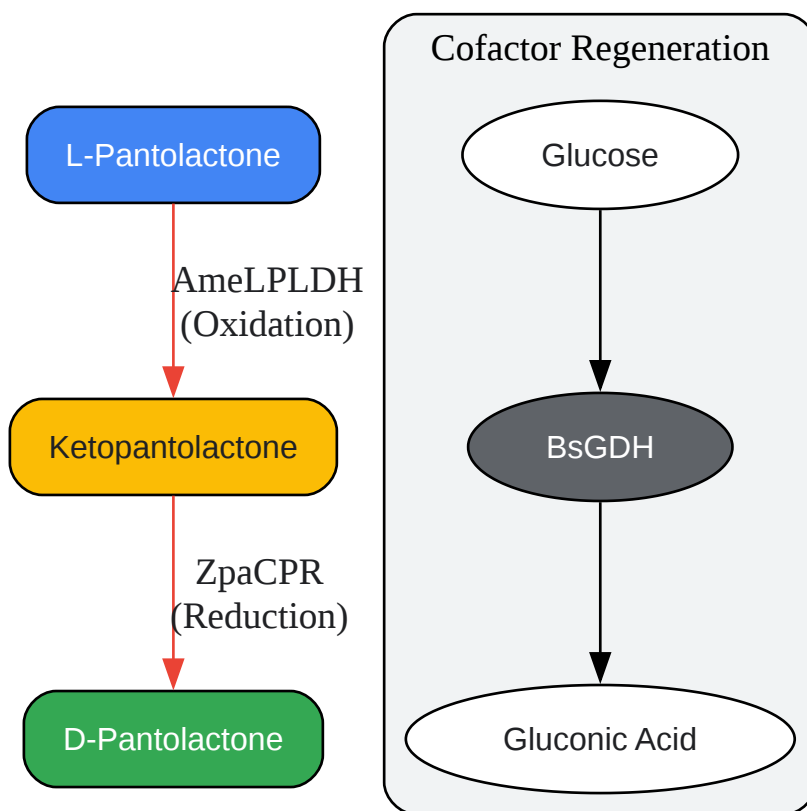 Cofactor Regeneration
L-Pantolactone
Glucose
AmeLPLDH
(Oxidation)
Ketopantolactone
BsGDH
ZpaCPR
(Reduction)
D-Pantolactone
Gluconic Acid